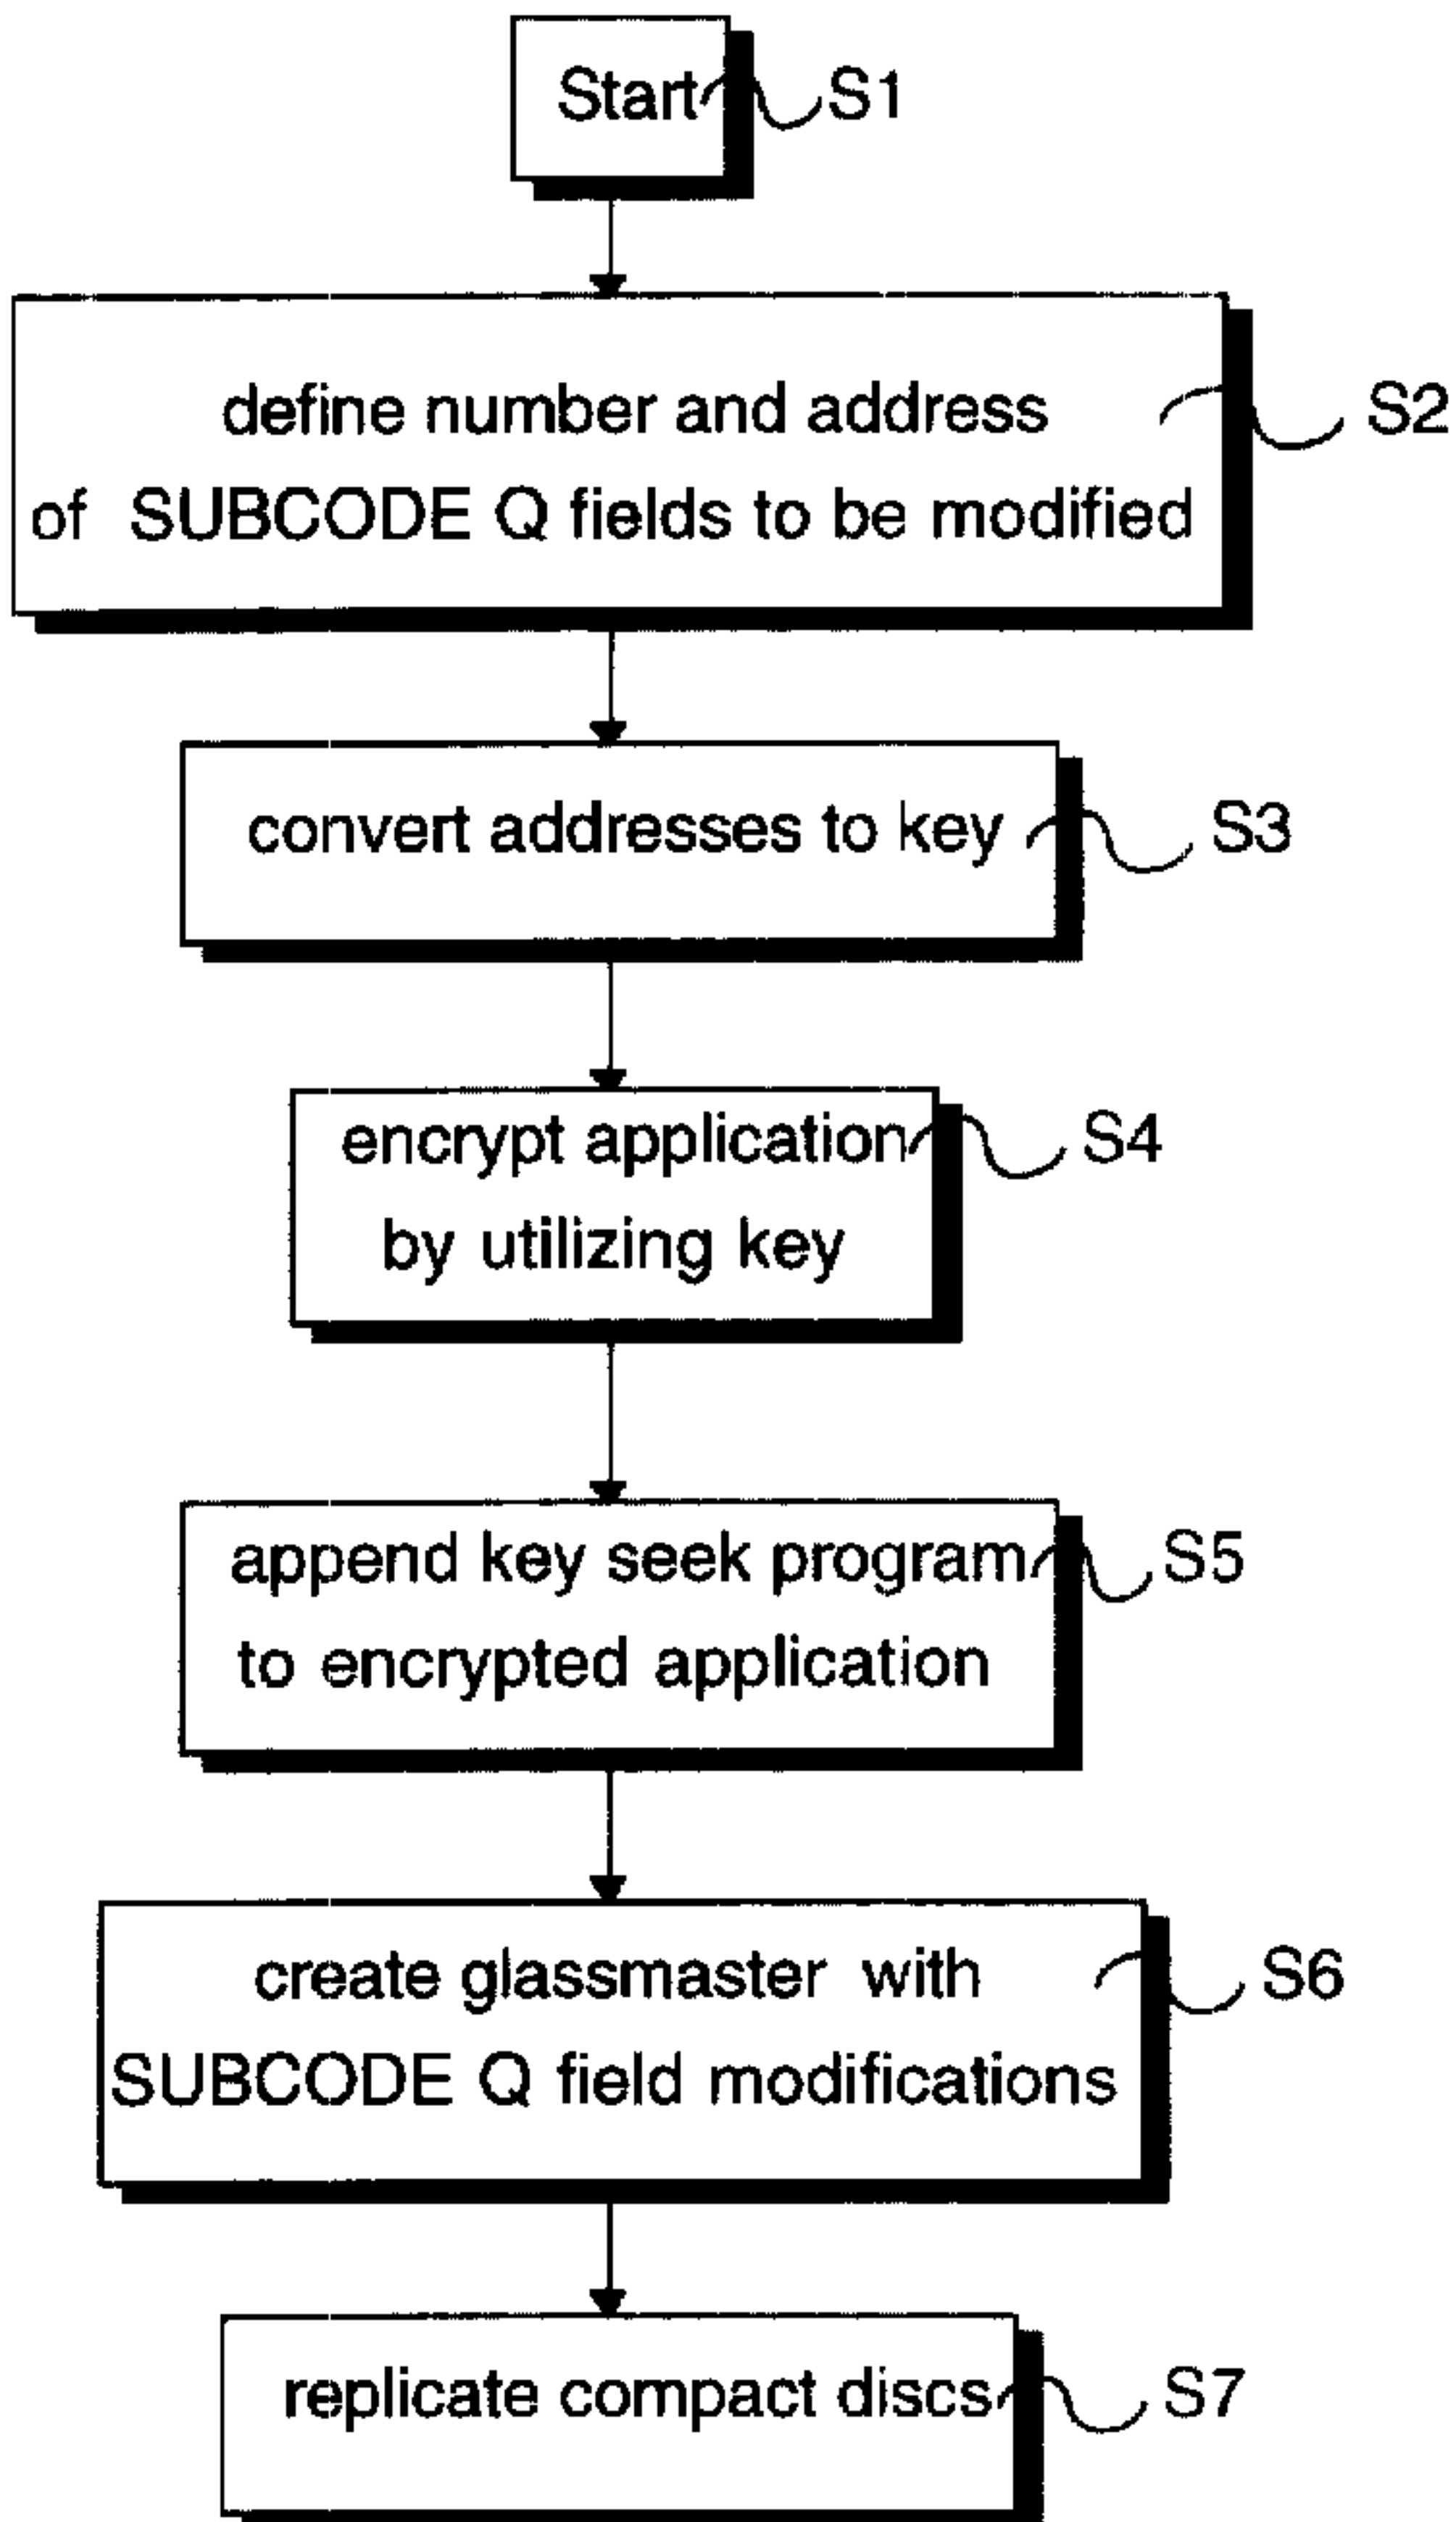 Start S1
define number and address S2
of SUBCODE Q fields to be modified
convert addresses to key S3
encrypt application S4
by utilizing key
append key seek program S5
to encrypted application
create glassmaster with S6
SUBCODE Q field modifications
replicate compact discs S7